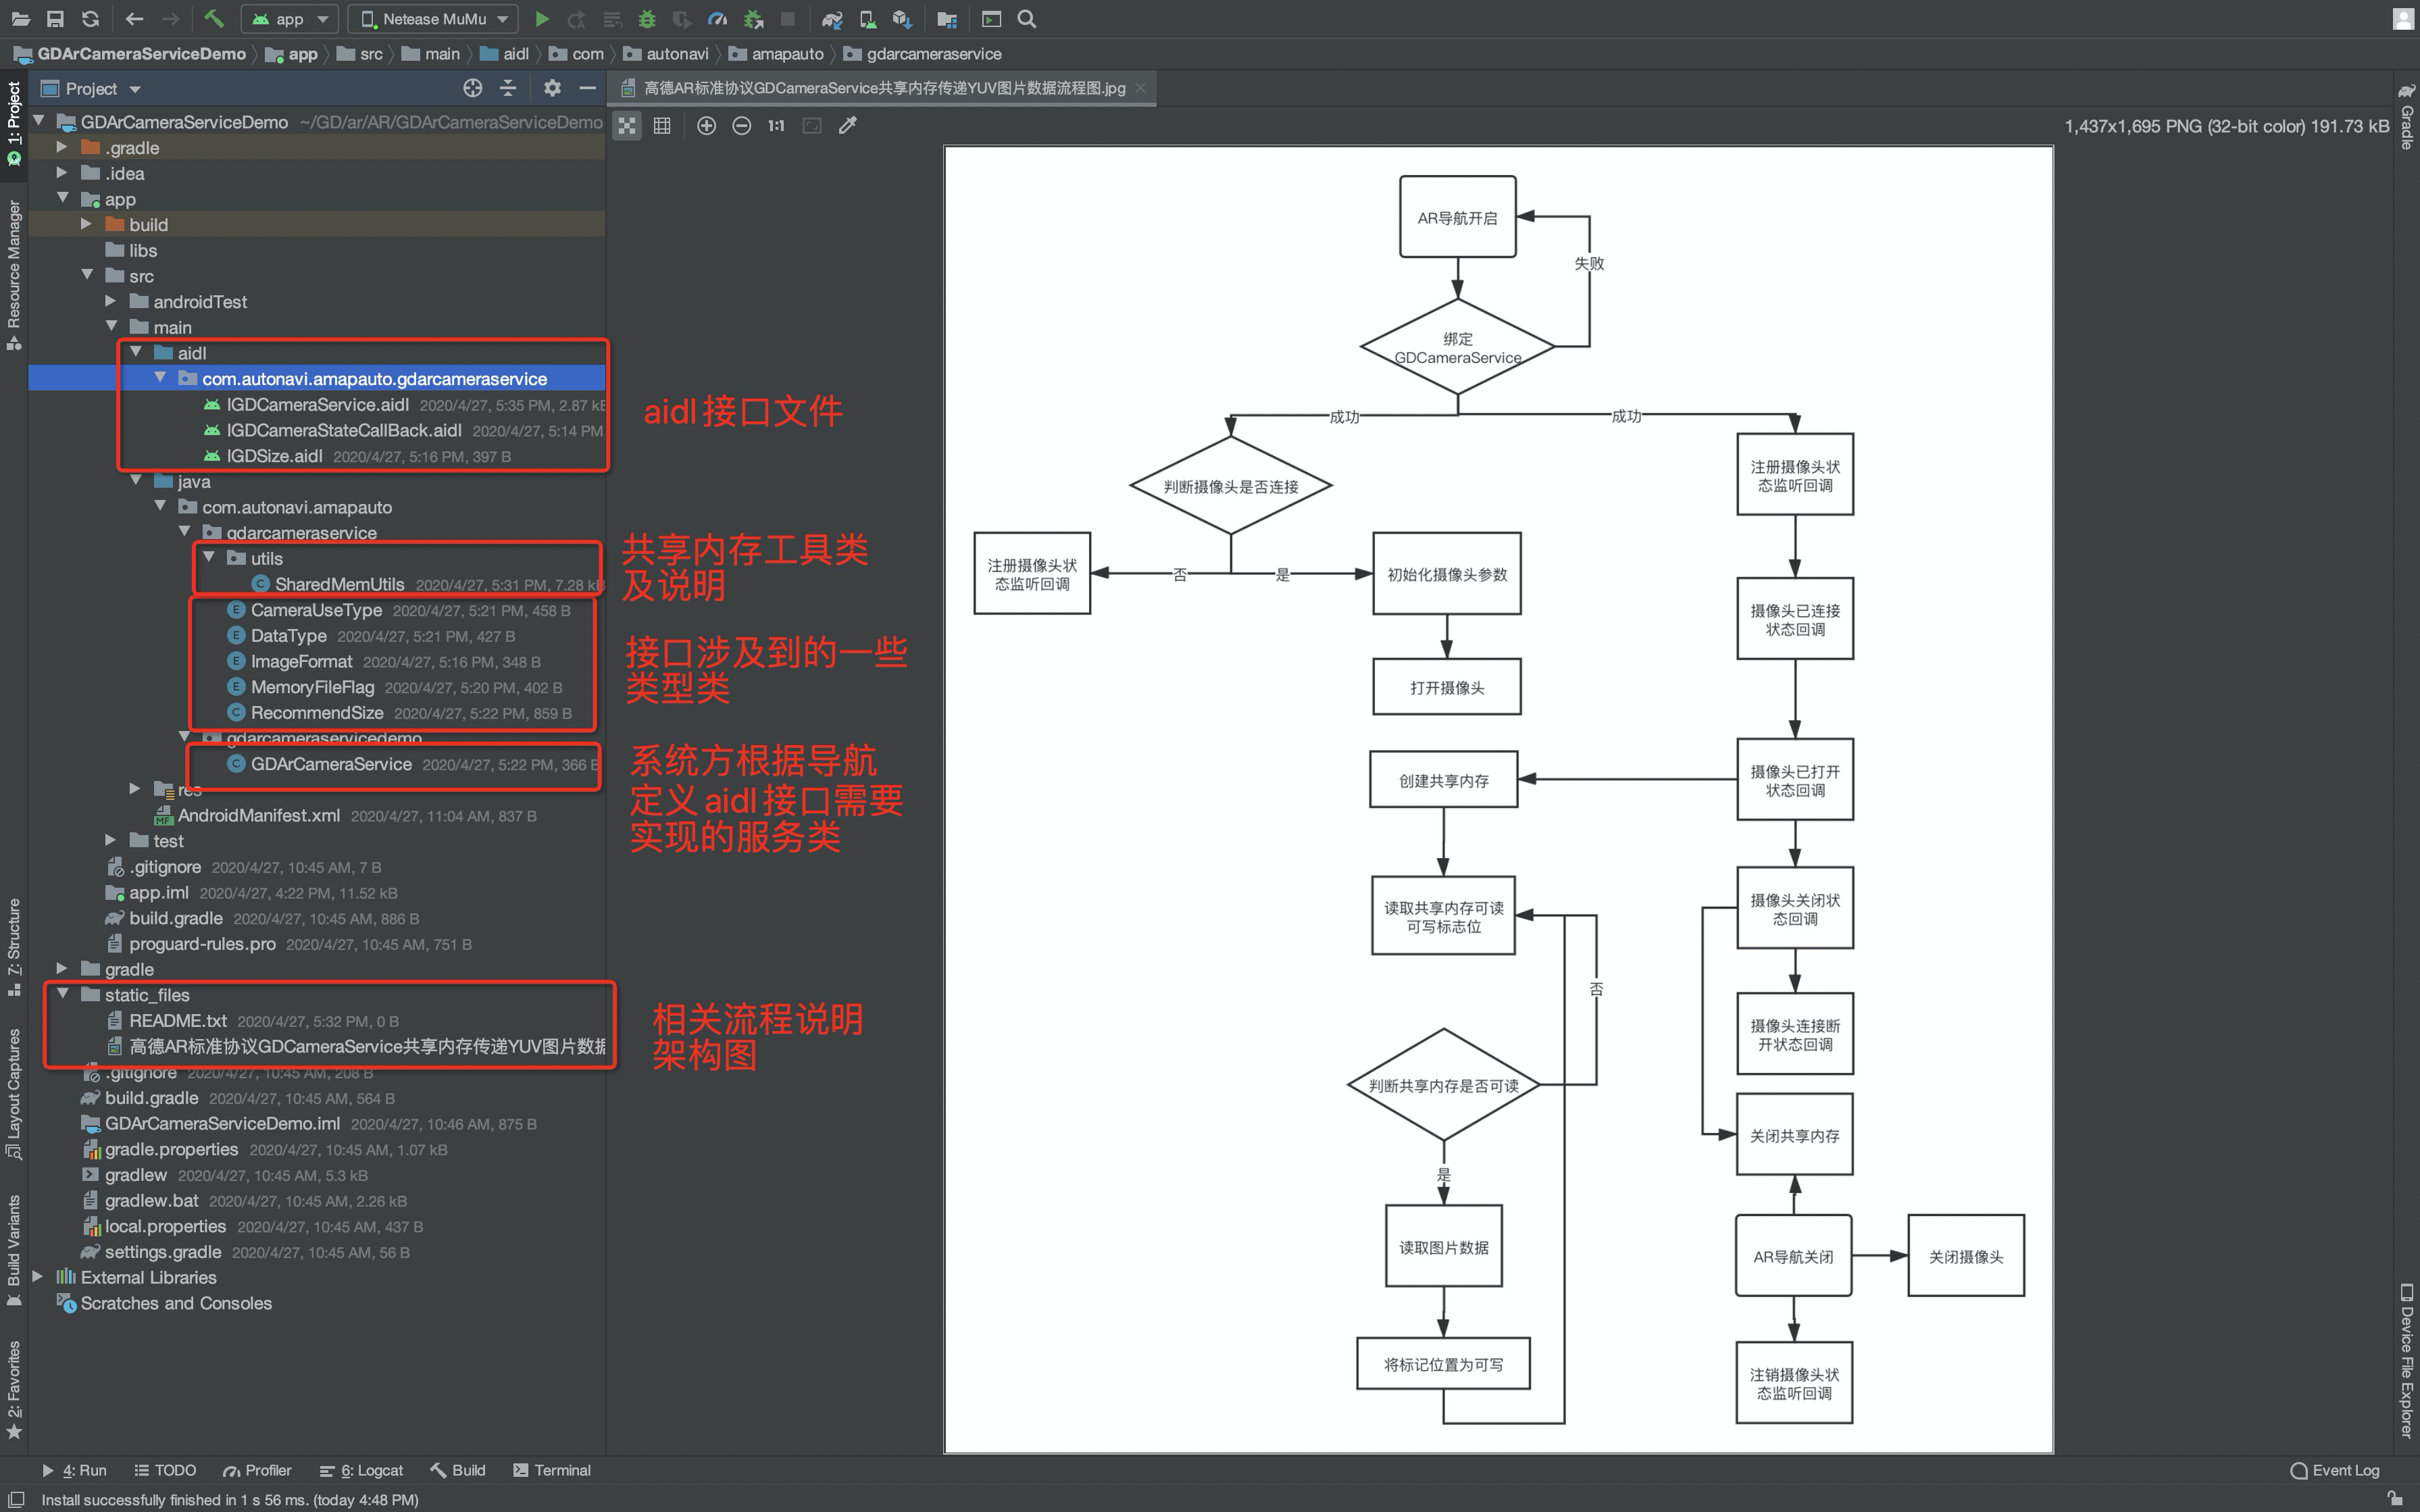 app
Netease MuMu
GDArCameraServiceDemo
app
src
main
aidl
com
autonavi
amapauto
gdarcameraservice
Project
高德AR标准协议GDCameraService共享内存传递YUV图片数据流程图.jpg
1:1
1,437x1,695 PNG (32-bit color) 191.73 kB
1: Project
Resource Manager
7: Structure
Layout Captures
Build Variants
2: Favorites
Gradle
Device File Explorer
GDArCameraServiceDemo ~/GD/ar/AR/GDArCameraServiceDemo
.gradle
.idea
app
build
libs
src
androidTest
main
aidl
com.autonavi.amapauto.gdarcameraservice
IGDCameraService.aidl 2020/4/27, 5:35 PM, 2.87 kB
IGDCameraStateCallBack.aidl 2020/4/27, 5:14 PM
IGDSize.aidl 2020/4/27, 5:16 PM, 397 B
java
com.autonavi.amapauto
gdarcameraservice
utils
SharedMemUtils 2020/4/27, 5:31 PM, 7.28 kB
CameraUseType 2020/4/27, 5:21 PM, 458 B
DataType 2020/4/27, 5:21 PM, 427 B
ImageFormat 2020/4/27, 5:16 PM, 348 B
MemoryFileFlag 2020/4/27, 5:20 PM, 402 B
RecommendSize 2020/4/27, 5:22 PM, 859 B
gdarcameraservicedemo
GDArCameraService 2020/4/27, 5:22 PM, 366 B
res
AndroidManifest.xml 2020/4/27, 11:04 AM, 837 B
test
.gitignore 2020/4/27, 10:45 AM, 7 B
app.iml 2020/4/27, 4:22 PM, 11.52 kB
build.gradle 2020/4/27, 10:45 AM, 886 B
proguard-rules.pro 2020/4/27, 10:45 AM, 751 B
gradle
static_files
README.txt 2020/4/27, 5:32 PM, 0 B
高德AR标准协议GDCameraService共享内存传递YUV图片数据
.gitignore 2020/4/27, 10:45 AM, 208 B
build.gradle 2020/4/27, 10:45 AM, 564 B
GDArCameraServiceDemo.iml 2020/4/27, 10:46 AM, 875 B
gradle.properties 2020/4/27, 10:45 AM, 1.07 kB
gradlew 2020/4/27, 10:45 AM, 5.3 kB
gradlew.bat 2020/4/27, 10:45 AM, 2.26 kB
local.properties 2020/4/27, 10:45 AM, 437 B
settings.gradle 2020/4/27, 10:45 AM, 56 B
External Libraries
Scratches and Consoles
aidl接口文件
共享内存工具类
及说明
接口涉及到的一些
类型类
系统方根据导航
定义aidl接口需要
实现的服务类
相关流程说明
架构图
AR导航开启
失败
绑定
GDCameraService
成功
成功
判断摄像头是否连接
注册摄像头状
态监听回调
注册摄像头状
态监听回调
否
是
初始化摄像头参数
摄像头已连接
状态回调
打开摄像头
创建共享内存
摄像头已打开
状态回调
读取共享内存可读
可写标志位
摄像头关闭状
态回调
否
摄像头连接断
开状态回调
判断共享内存是否可读
关闭共享内存
是
读取图片数据
AR导航关闭
关闭摄像头
将标记位置为可写
注销摄像头状
态监听回调
4: Run
TODO
Profiler
6: Logcat
Build
Terminal
Event Log
Install successfully finished in 1 s 56 ms. (today 4:48 PM)